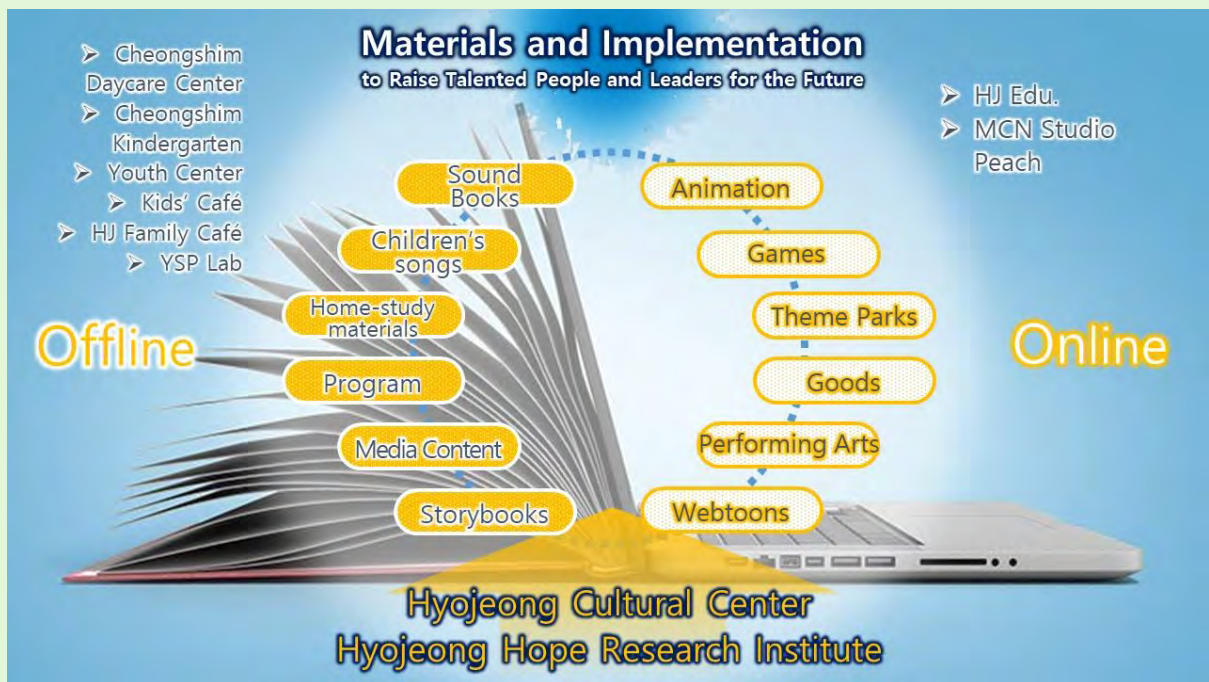 Materials and Implementation
to Raise Talented People and Leaders for the Future
➢ Cheongshim
Daycare Center
➢ Cheongshim
Kindergarten
➢ Youth Center
➢ Kids' Café
➢ HJ Family Café
➢ YSP Lab
➢ HJ Edu.
➢ MCN Studio
Peach
Offline
Sound
Books
Children's
songs
Home-study
materials
Program
Media Content
Storybooks
Animation
Games
Theme Parks
Goods
Performing Arts
Webtoons
Online
Hyojeong Cultural Center
Hyojeong Hope Research Institute